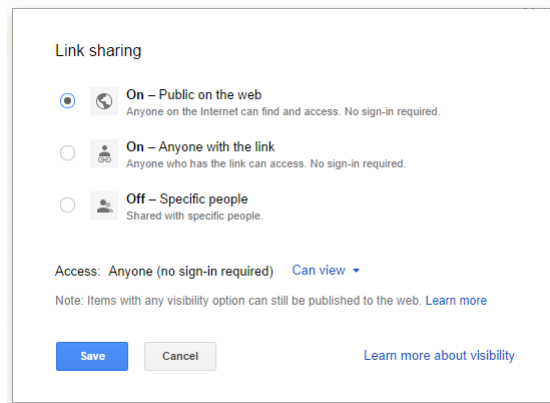 Link sharing
On – Public on the web
Anyone on the Internet can find and access. No sign-in required.
On – Anyone with the link
Anyone who has the link can access. No sign-in required.
Off – Specific people
Shared with specific people.
Access: Anyone (no sign-in required) Can view
Note: Items with any visibility option can still be published to the web. Learn more
Save Cancel Learn more about visibility